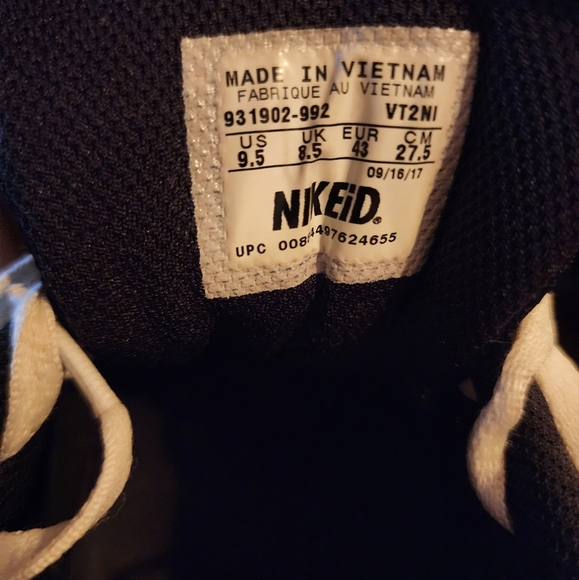 MADE IN VIETNAM
FABRIQUE AU VIETNAM
931902-992 VT2NI
US UK EUR CM
9.5 8.5 43 27.5
09/16/17
NIKEiD®
UPC